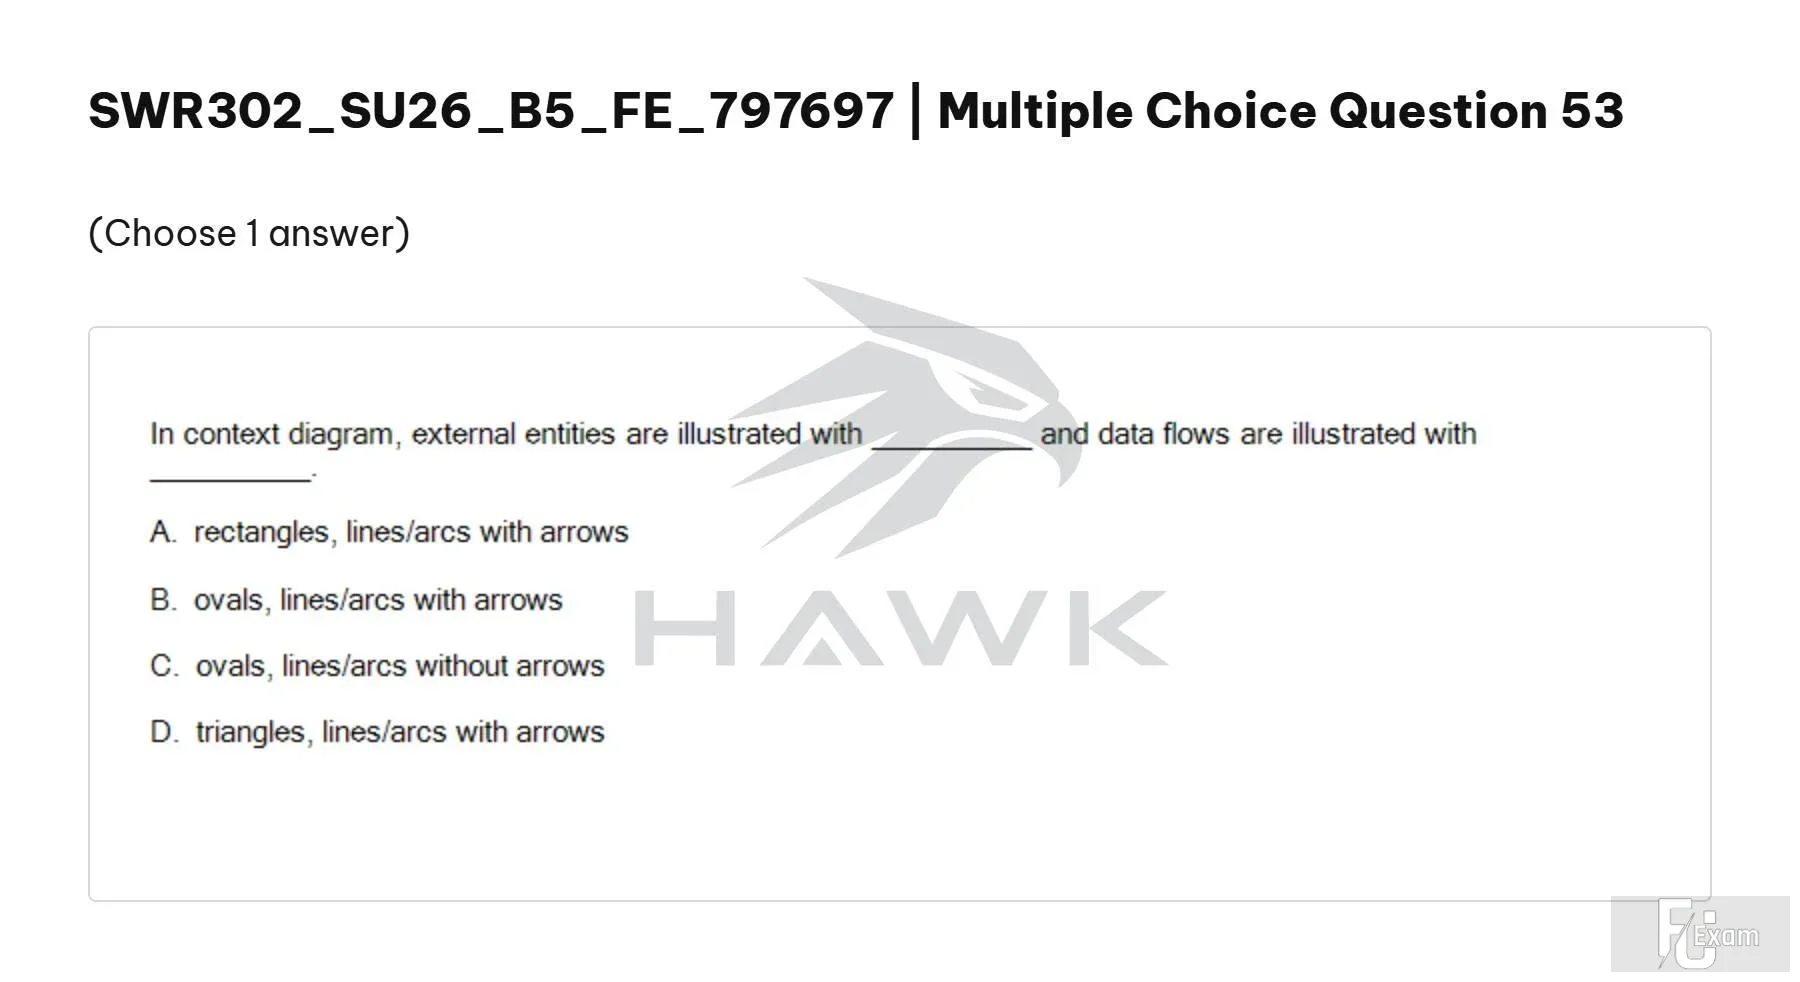 SWR302_SU26_B5_FE_797697 | Multiple Choice Question 53
(Choose 1 answer)
In context diagram, external entities are illustrated with __________ and data flows are illustrated with
__________.
A. rectangles, lines/arcs with arrows
B. ovals, lines/arcs with arrows
C. ovals, lines/arcs without arrows
D. triangles, lines/arcs with arrows
HAWK
FU Exam